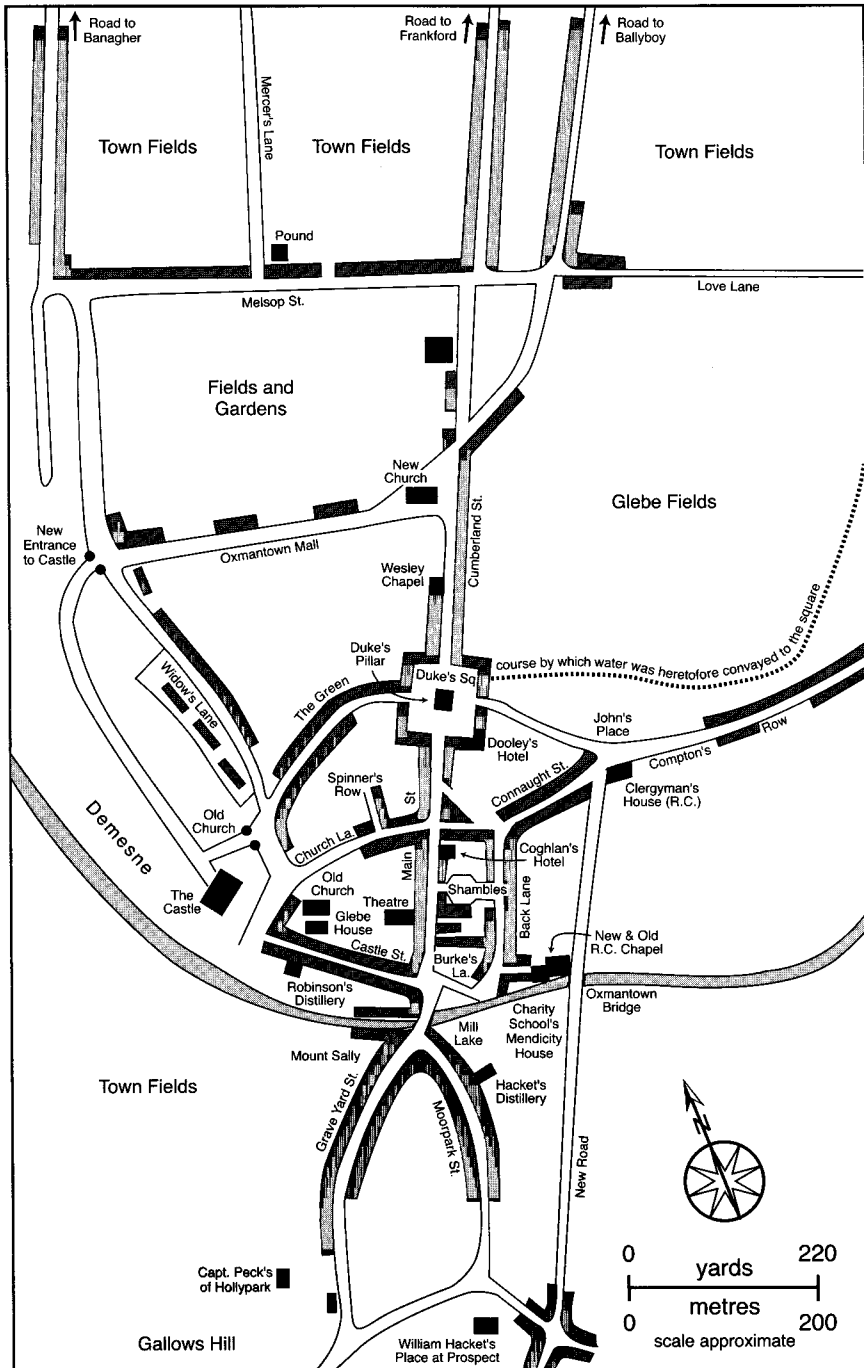 Road to
Banagher
Road to
Frankford
Road to
Ballyboy
Mercer's Lane
Town Fields
Town Fields
Town Fields
Pound
Melsop St.
Love Lane
Fields and
Gardens
New
Church
Cumberland St.
Glebe Fields
New
Entrance
to Castle
Oxmantown Mall
Wesley
Chapel
Duke's
Pillar
Duke's Sq
course by which water was heretofore convayed to the square
The Green
Widow's Lane
John's
Place
Compton's Row
Dooley's
Hotel
Connaught St.
Clergyman's
House (R.C.)
Spinner's
Row
Main St
Demesne
Old
Church
Church La.
Coghlan's
Hotel
The
Castle
Old
Church
Glebe
House
Theatre
Shambles
Back Lane
New & Old
R.C. Chapel
Castle St.
Burke's
La.
Robinson's
Distillery
Oxmantown
Bridge
Mill
Lake
Charity
School's
Mendicity
House
Mount Sally
Town Fields
Grave Yard St.
Moorpark St.
Hacket's
Distillery
New Road
N
0 220
yards
metres
0 200
scale approximate
Capt. Peck's
of Hollypark
Gallows Hill
William Hacket's
Place at Prospect